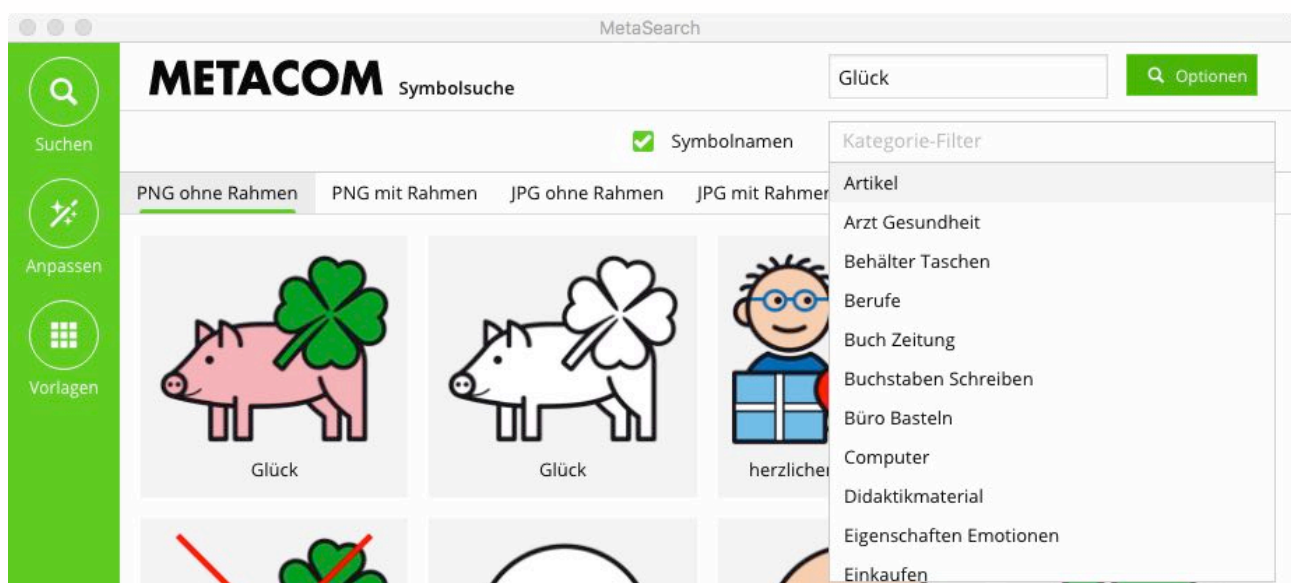 MetaSearch
METACOM Symbolsuche
Glück
Optionen
Suchen
Symbolnamen
Kategorie-Filter
PNG ohne Rahmen
PNG mit Rahmen
JPG ohne Rahmen
JPG mit Rahmen
Artikel
Arzt Gesundheit
Behälter Taschen
Berufe
Buch Zeitung
Buchstaben Schreiben
Büro Basteln
Computer
Didaktikmaterial
Eigenschaften Emotionen
Einkaufen
Anpassen
Vorlagen
Glück
Glück